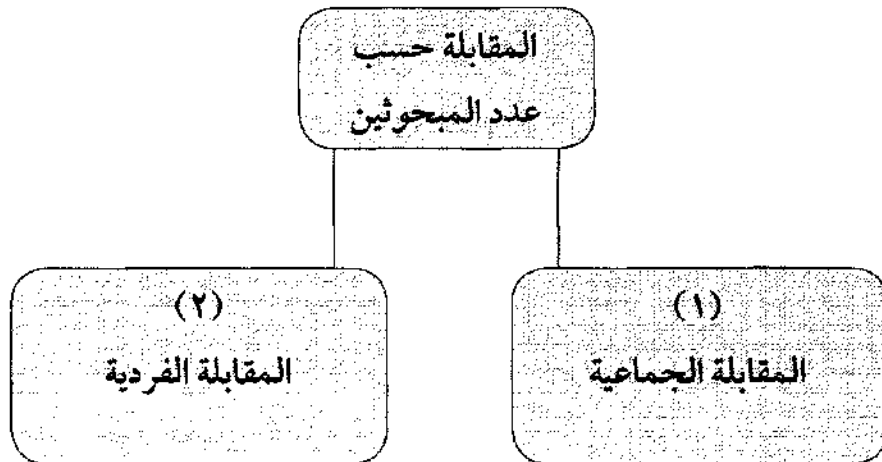 المقابلة حسب
عدد المبحوثين
(١)
المقابلة الجماعية
(٢)
المقابلة الفردية